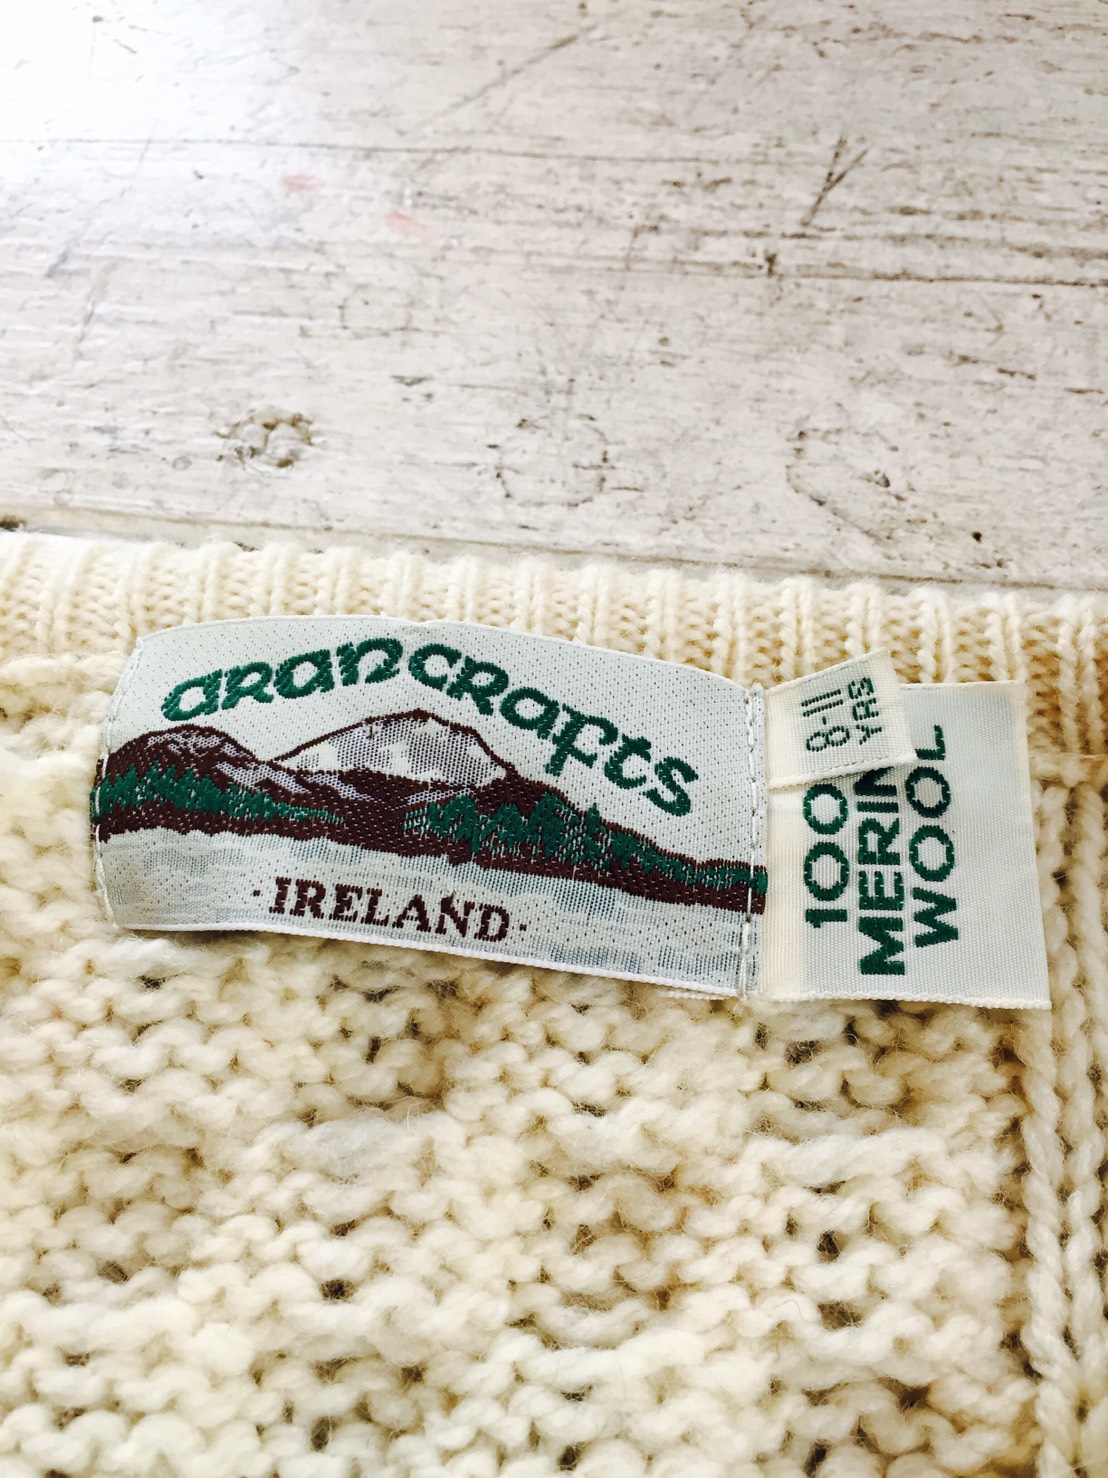 arancrafts
· IRELAND ·
8-11
YRS
100
MERIN
WOOL